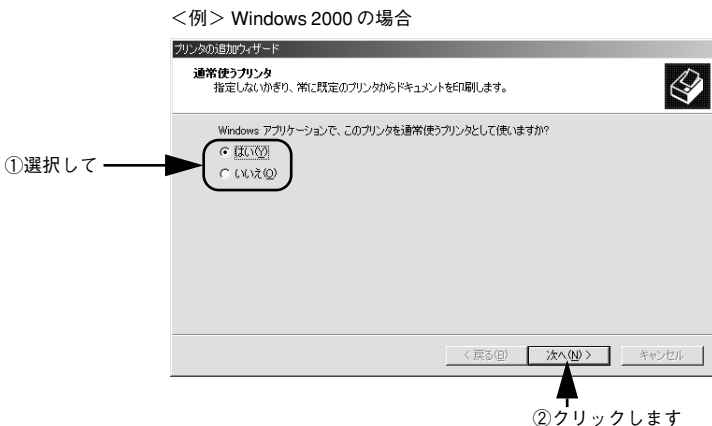 ＜例＞ Windows 2000 の場合
プリンタの追加ウィザード
通常使うプリンタ
指定しないかぎり、常に既定のプリンタからドキュメントを印刷します。
Windows アプリケーションで、このプリンタを通常使うプリンタとして使いますか?
①選択して
はい(Y)
いいえ(O)
< 戻る(B)
次へ(N) >
キャンセル
②クリックします